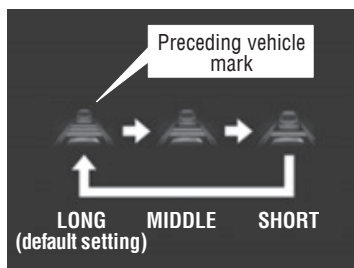 Preceding vehicle
mark
LONG MIDDLE SHORT
(default setting)